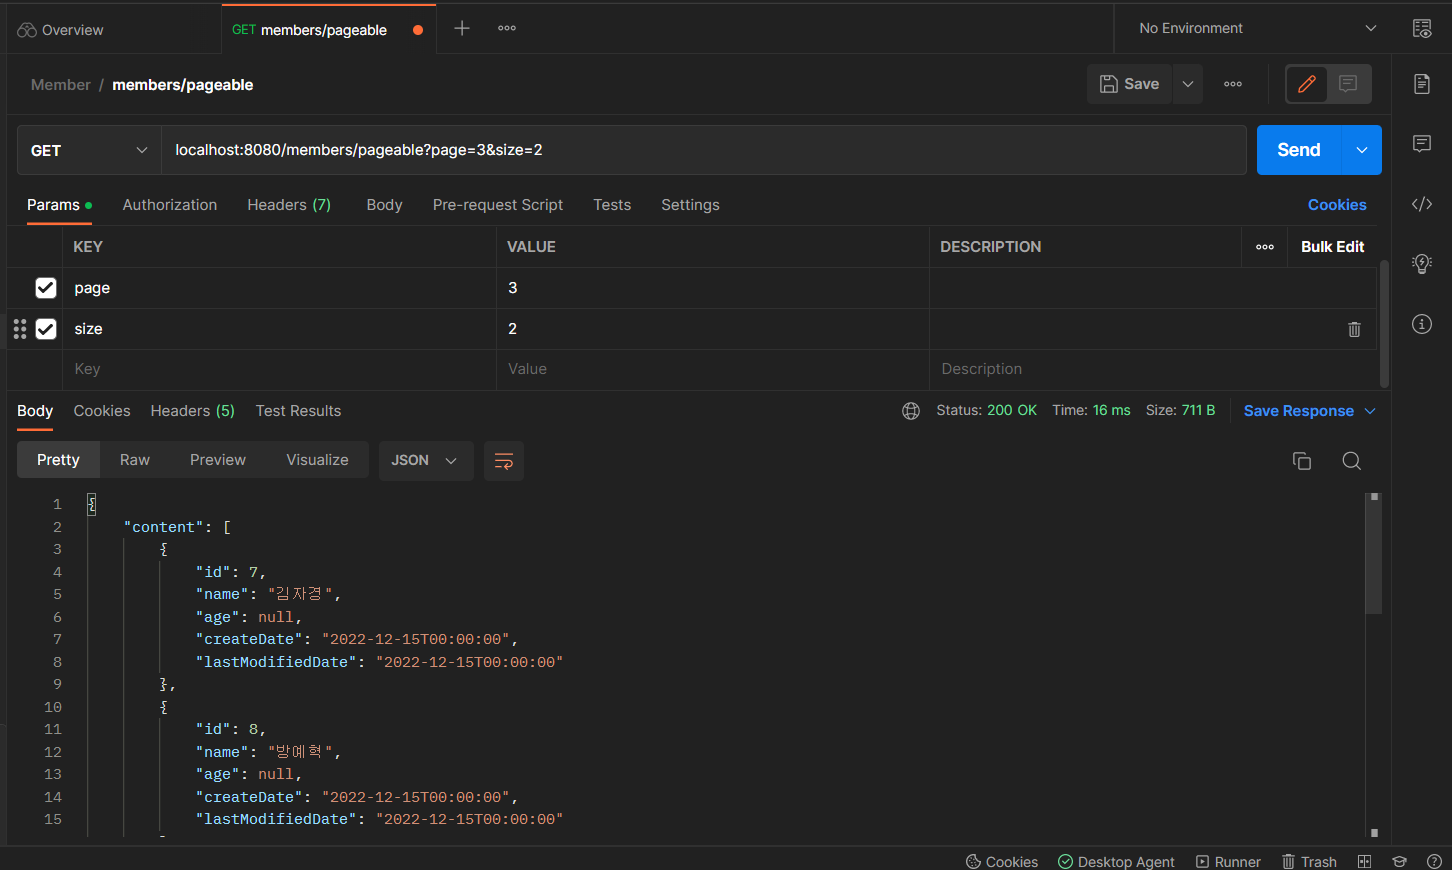 Overview
GET members/pageable
No Environment
Member / members/pageable
Save
GET
localhost:8080/members/pageable?page=3&size=2
Send
Params
Authorization
Headers (7)
Body
Pre-request Script
Tests
Settings
Cookies
KEY VALUE DESCRIPTION Bulk Edit
page 3
size 2
Key Value Description
Body Cookies Headers (5) Test Results Status: 200 OK Time: 16 ms Size: 711 B Save Response
Pretty Raw Preview Visualize JSON
1 {
2 "content": [
3 {
4 "id": 7,
5 "name": "김자경",
6 "age": null,
7 "createDate": "2022-12-15T00:00:00",
8 "lastModifiedDate": "2022-12-15T00:00:00"
9 },
10 {
11 "id": 8,
12 "name": "방예혁",
13 "age": null,
14 "createDate": "2022-12-15T00:00:00",
15 "lastModifiedDate": "2022-12-15T00:00:00"
Cookies Desktop Agent Runner Trash